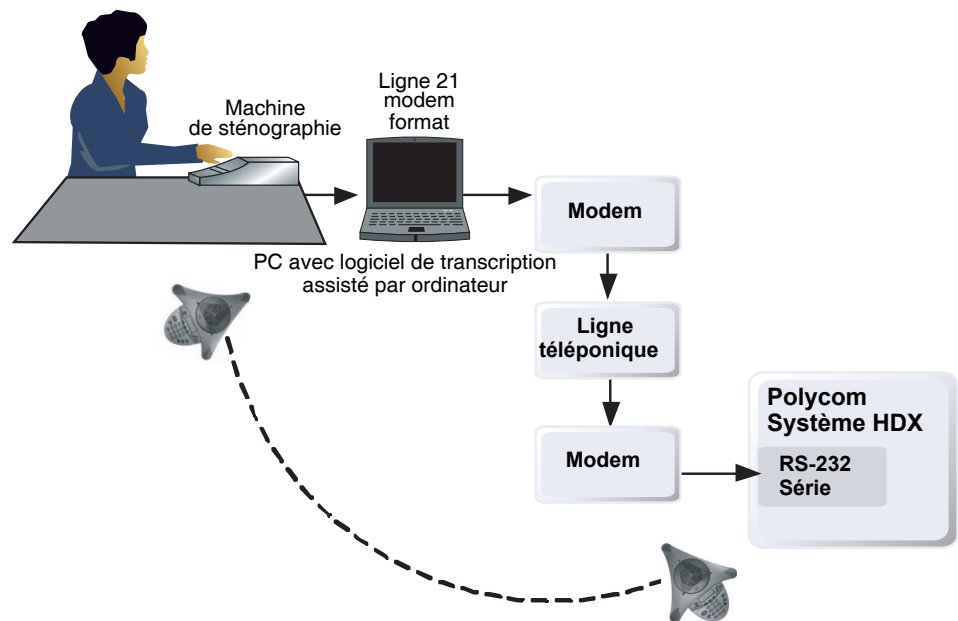 Machine
de sténographie
Ligne 21
modem
format
PC avec logiciel de transcription
assisté par ordinateur
Modem
Ligne
téléponique
Modem
Polycom
Système HDX
RS-232
Série